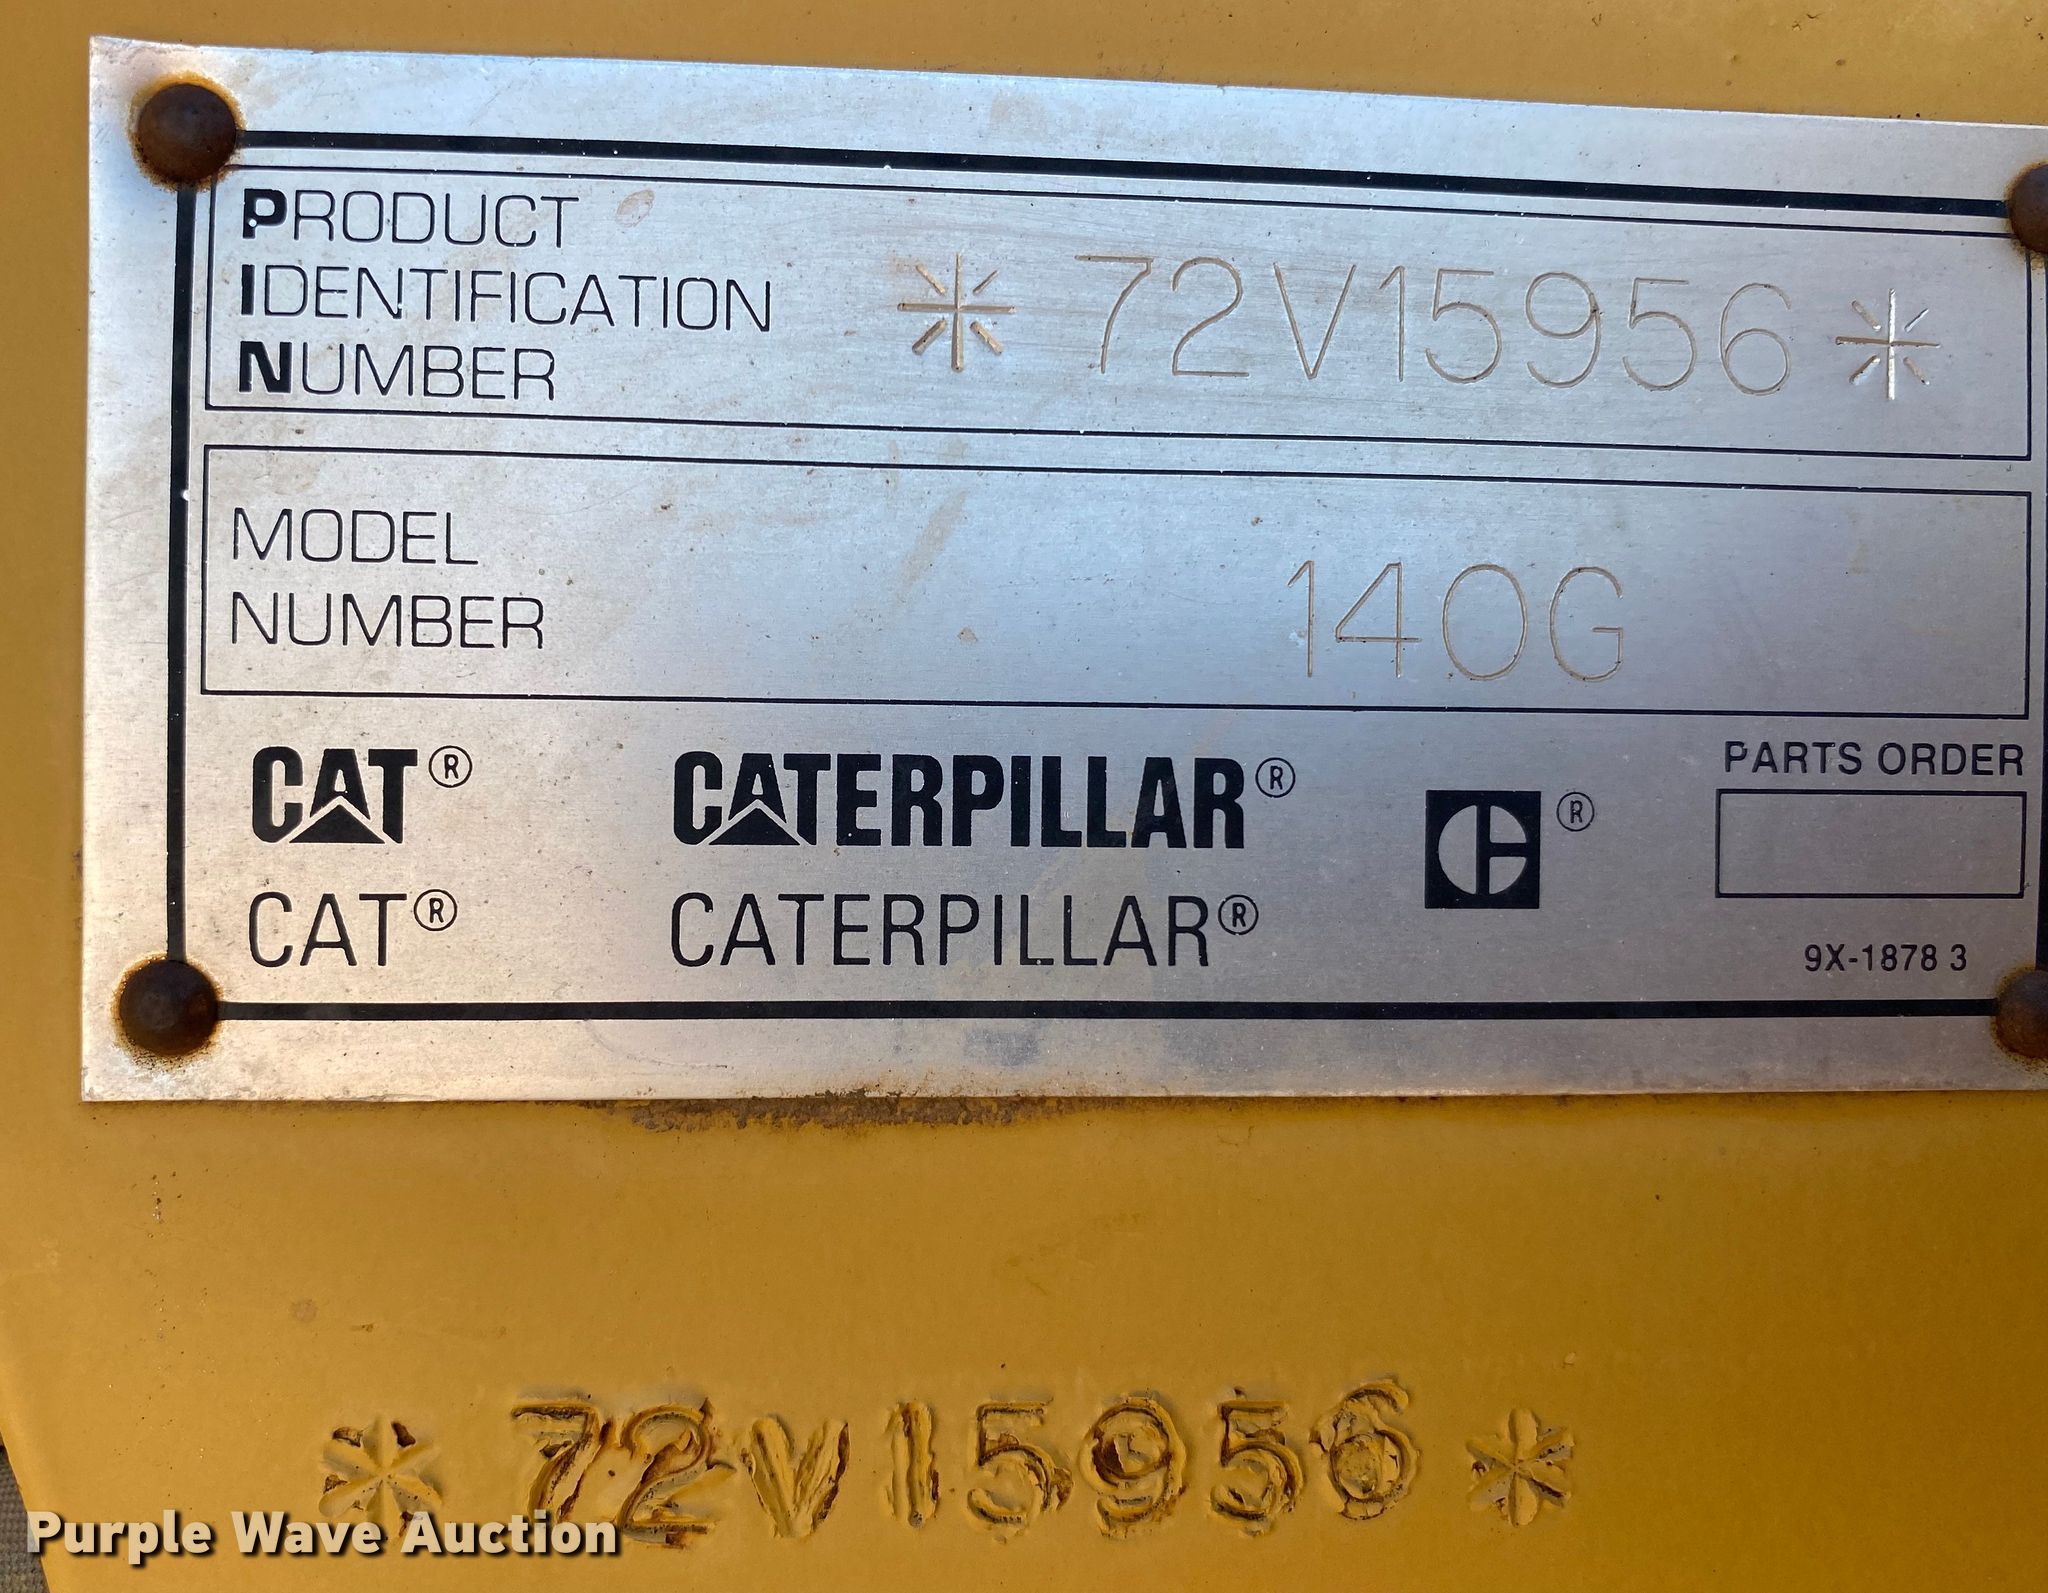 PRODUCT
IDENTIFICATION
NUMBER
*72V15956*
MODEL
NUMBER
140G
CAT® CATERPILLAR® ®
CAT® CATERPILLAR®
PARTS ORDER
9X-1878 3
*72V15956*
Purple Wave Auction